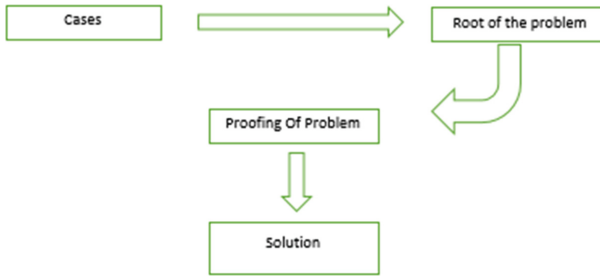 Cases
Root of the problem
Proofing Of Problem
Solution